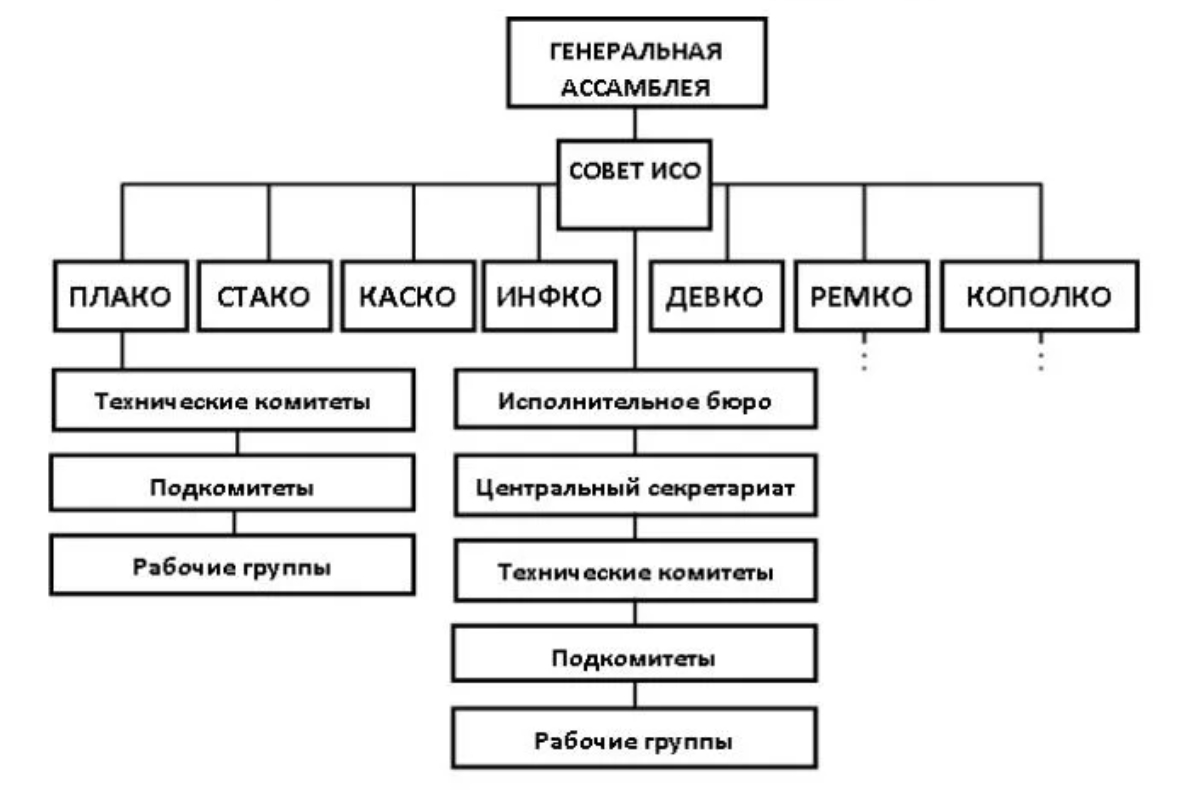 ГЕНЕРАЛЬНАЯ
АССАМБЛЕЯ
СОВЕТ ИСО
ПЛАКО
СТАКО
КАСКО
ИНФКО
ДЕВКО
РЕМКО
КОПОЛКО
Технические комитеты
Подкомитеты
Рабочие группы
Исполнительное бюро
Центральный секретариат
Технические комитеты
Подкомитеты
Рабочие группы